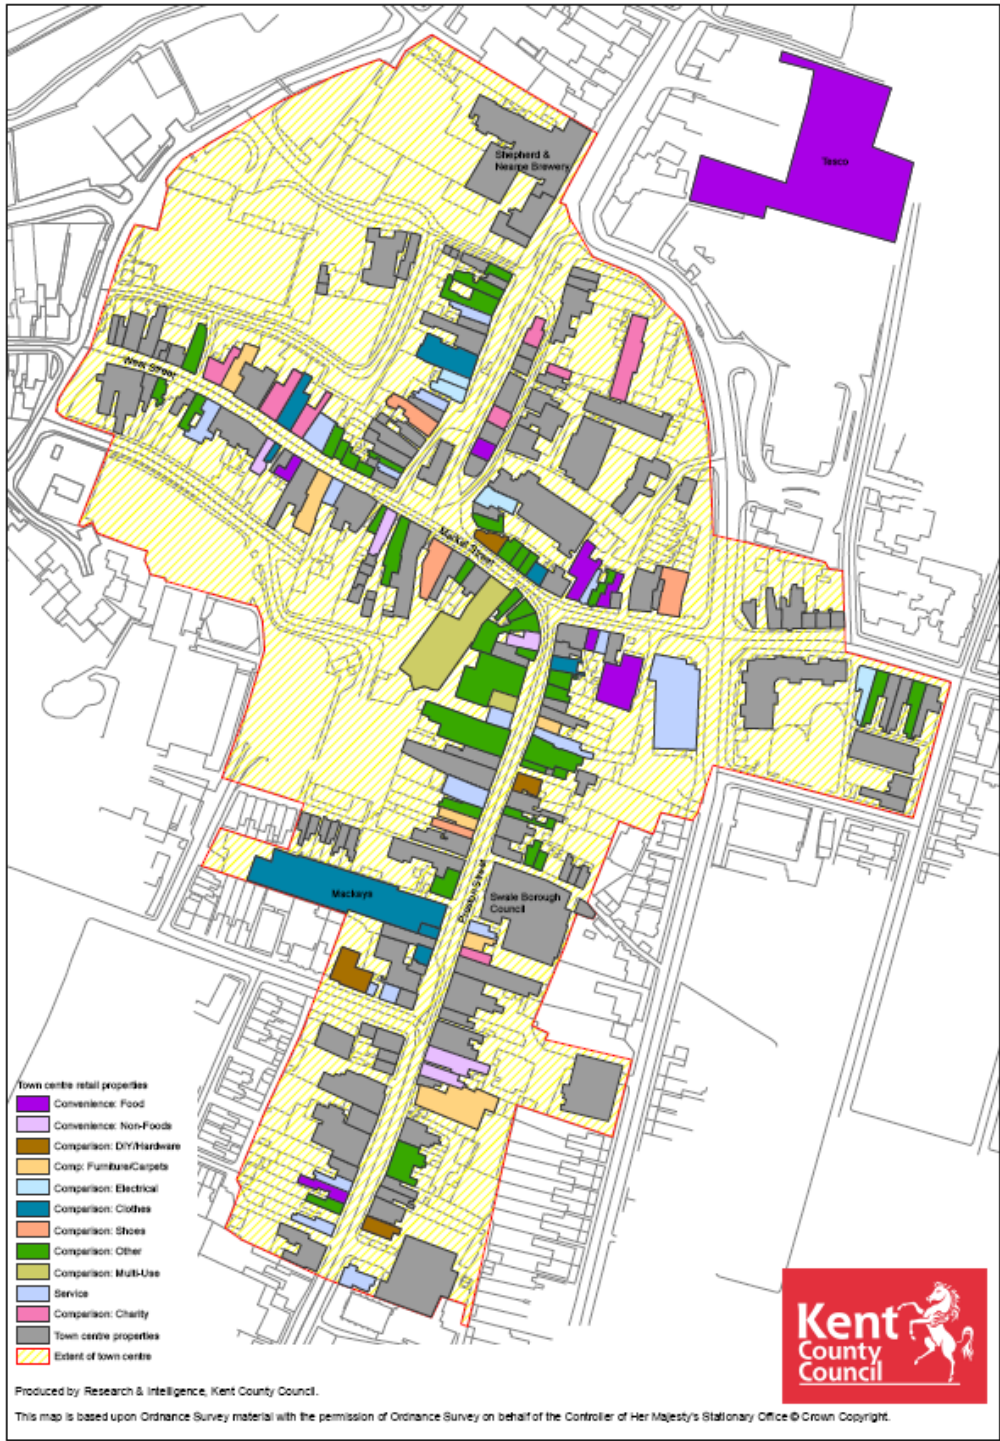 Tesco
Shepherd &
Neame Brewery
West Street
Market Street
Preston Street
Mackays
Swale Borough
Council
Town centre retail properties
Convenience: Food
Convenience: Non-Foods
Comparison: DIY/Hardware
Comp: Furniture/Carpets
Comparison: Electrical
Comparison: Clothes
Comparison: Shoes
Comparison: Other
Comparison: Multi-Use
Service
Comparison: Charity
Town centre properties
Extent of town centre
Kent
County
Council
Produced by Research & Intelligence, Kent County Council.
This map is based upon Ordnance Survey material with the permission of Ordnance Survey on behalf of the Controller of Her Majesty's Stationary Office © Crown Copyright.